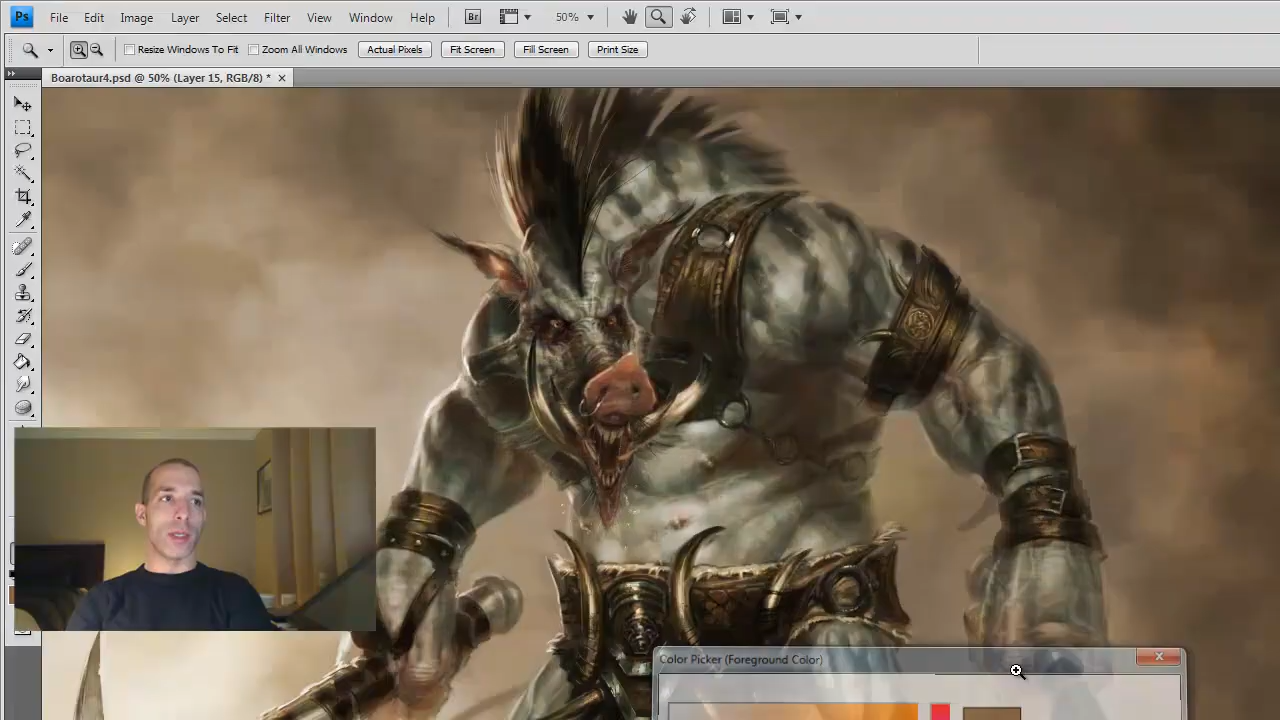 Ps File Edit Image Layer Select Filter View Window Help Br 50%
Resize Windows To Fit Zoom All Windows Actual Pixels Fit Screen Fill Screen Print Size
Boarotaur4.psd @ 50% (Layer 15, RGB/8) *
Color Picker (Foreground Color)